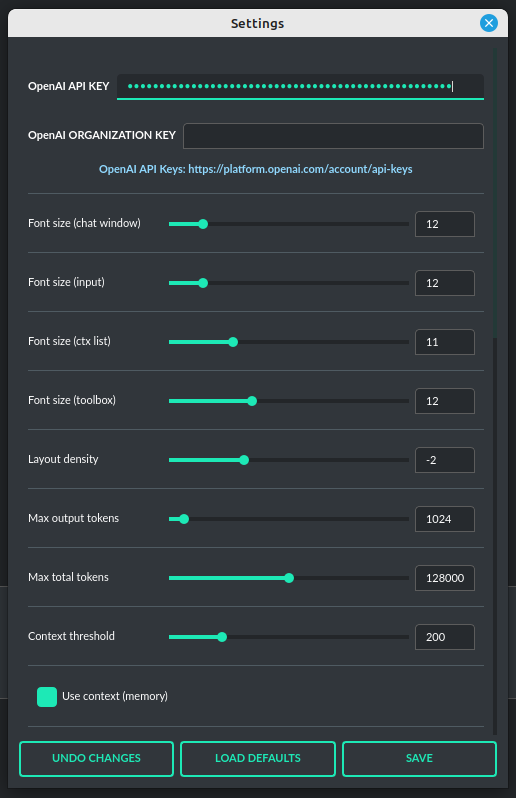 Settings
OpenAI API KEY
OpenAI ORGANIZATION KEY
OpenAI API Keys: https://platform.openai.com/account/api-keys
Font size (chat window) 12
Font size (input) 12
Font size (ctx list) 11
Font size (toolbox) 12
Layout density -2
Max output tokens 1024
Max total tokens 128000
Context threshold 200
Use context (memory)
UNDO CHANGES LOAD DEFAULTS SAVE